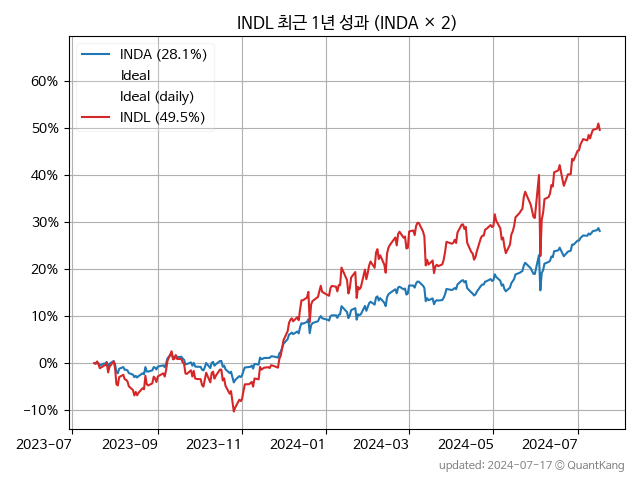 INDL 최근 1년 성과 (INDA × 2)
INDA (28.1%)
Ideal
Ideal (daily)
INDL (49.5%)
60%
50%
40%
30%
20%
10%
0%
−10%
2023-07
2023-09
2023-11
2024-01
2024-03
2024-05
2024-07
updated: 2024-07-17 © QuantKang